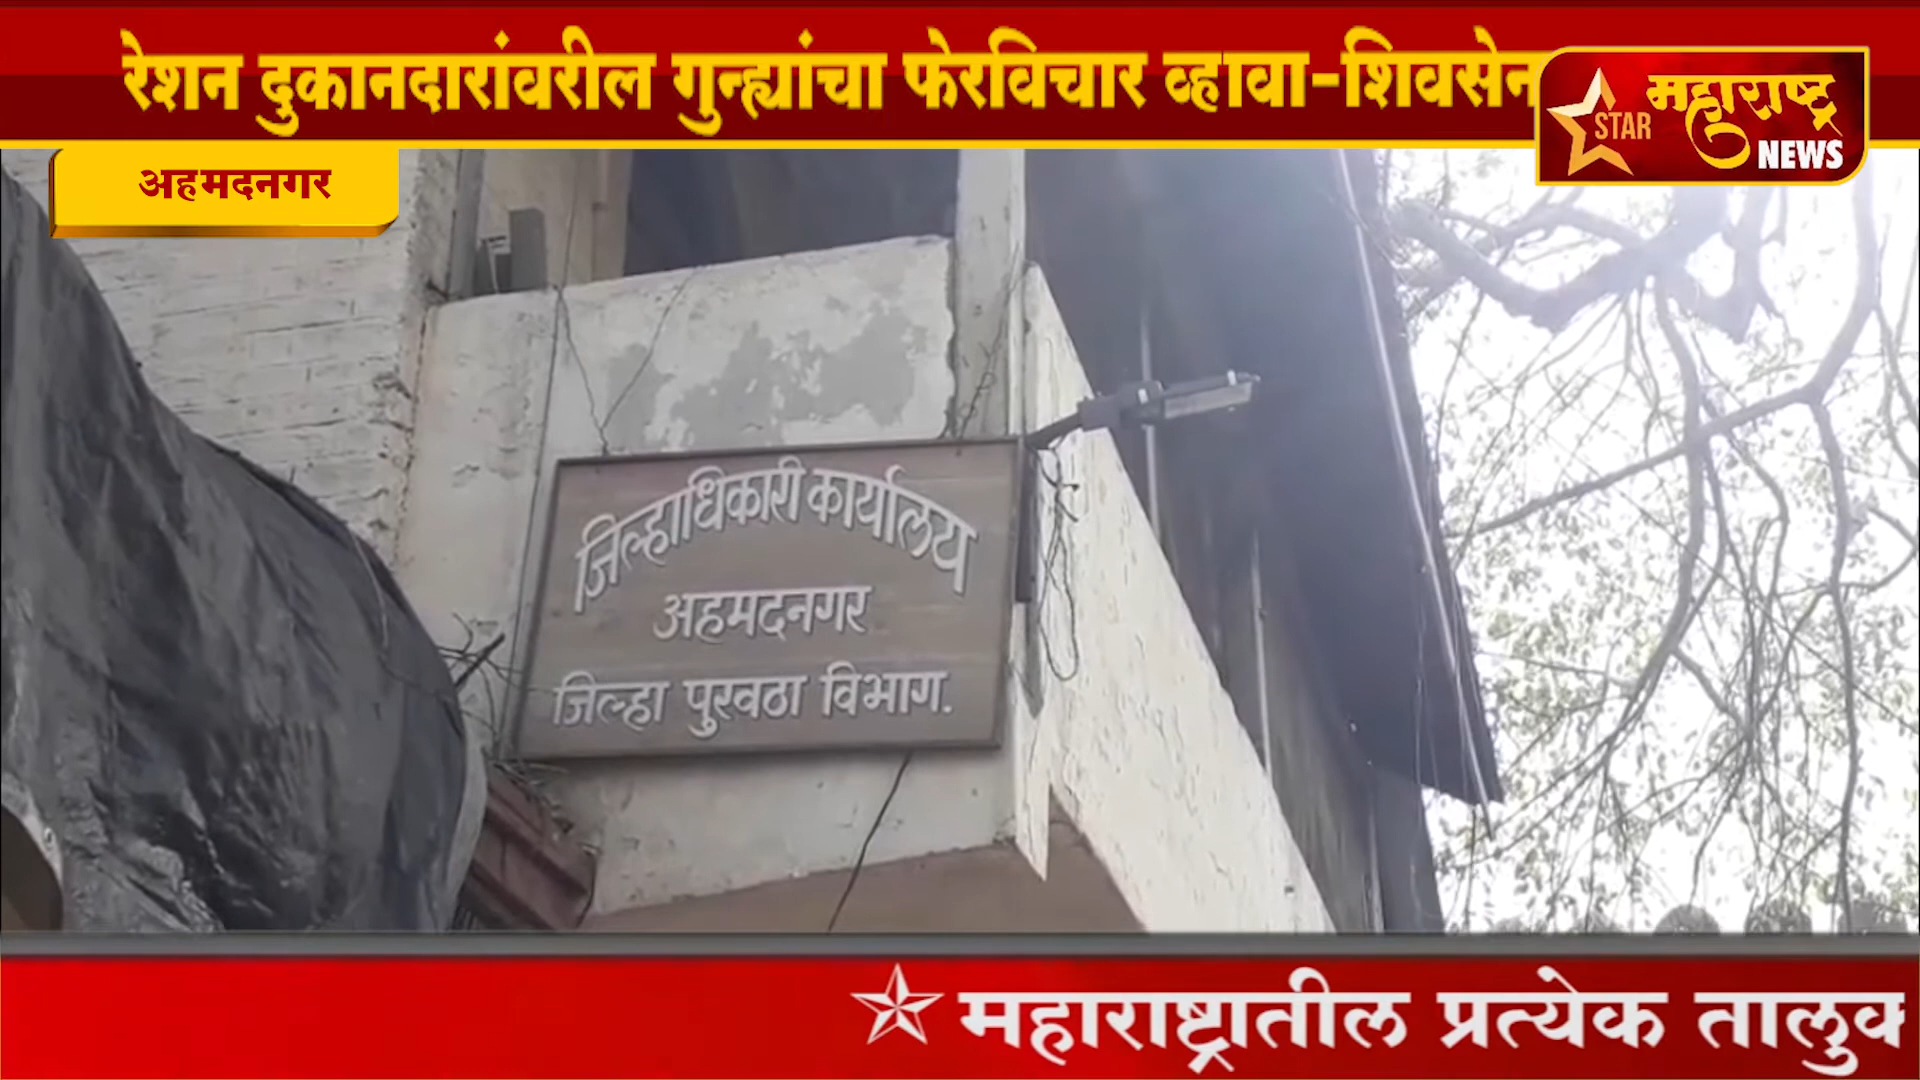 रेशन दुकानदारांवरील गुन्ह्यांचा फेरविचार व्हावा-शिवसेन
STAR महाराष्ट्र
NEWS
अहमदनगर
जिल्हाधिकारी कार्यालय
अहमदनगर
जिल्हा पुरवठा विभाग.
महाराष्ट्रातील प्रत्येक तालुक